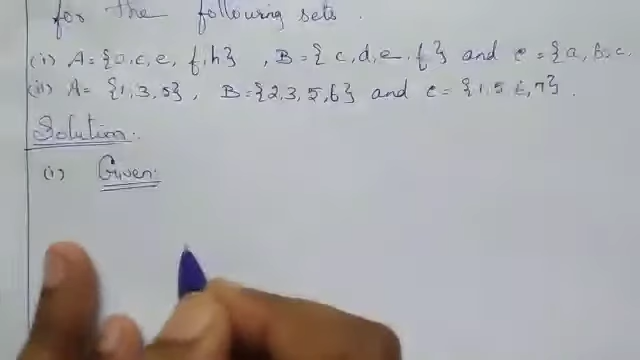 for the following sets.
(i) A = {0, c, e, f, h}, B = { c, d, e, f } and c = { a, b, c,
(ii) A = {1, 3, 5}, B = {2, 3, 5, 6} and c = {1, 5, 6, 7}.
Solution:
(i) Given: